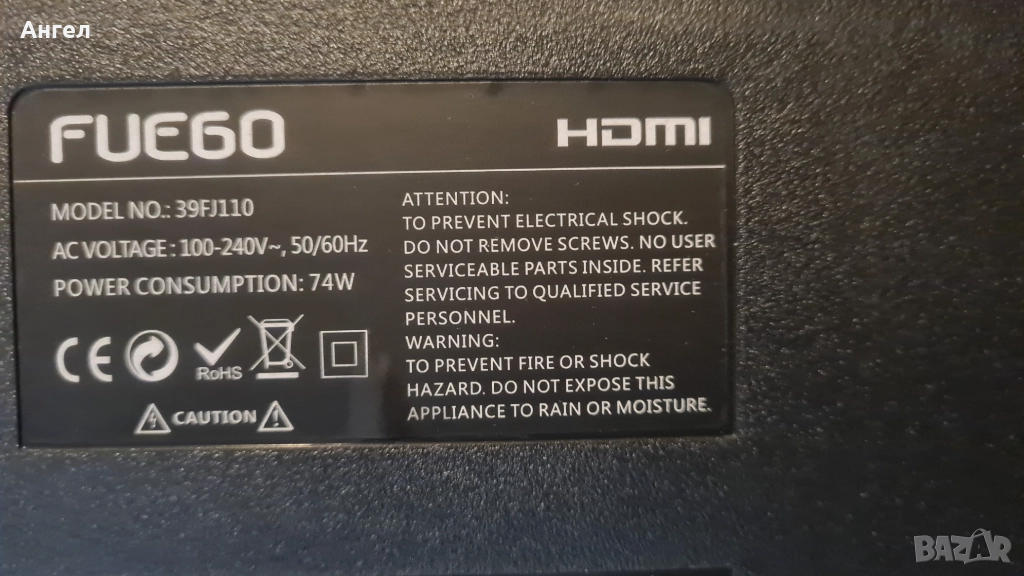 Ангел
FUEGO
HDMI
MODEL NO.: 39FJ110
AC VOLTAGE : 100-240V~, 50/60Hz
POWER CONSUMPTION: 74W
CE
RoHS
CAUTION
ATTENTION:
TO PREVENT ELECTRICAL SHOCK.
DO NOT REMOVE SCREWS. NO USER
SERVICEABLE PARTS INSIDE. REFER
SERVICING TO QUALIFIED SERVICE
PERSONNEL.
WARNING:
TO PREVENT FIRE OR SHOCK
HAZARD. DO NOT EXPOSE THIS
APPLIANCE TO RAIN OR MOISTURE.
BAZAR